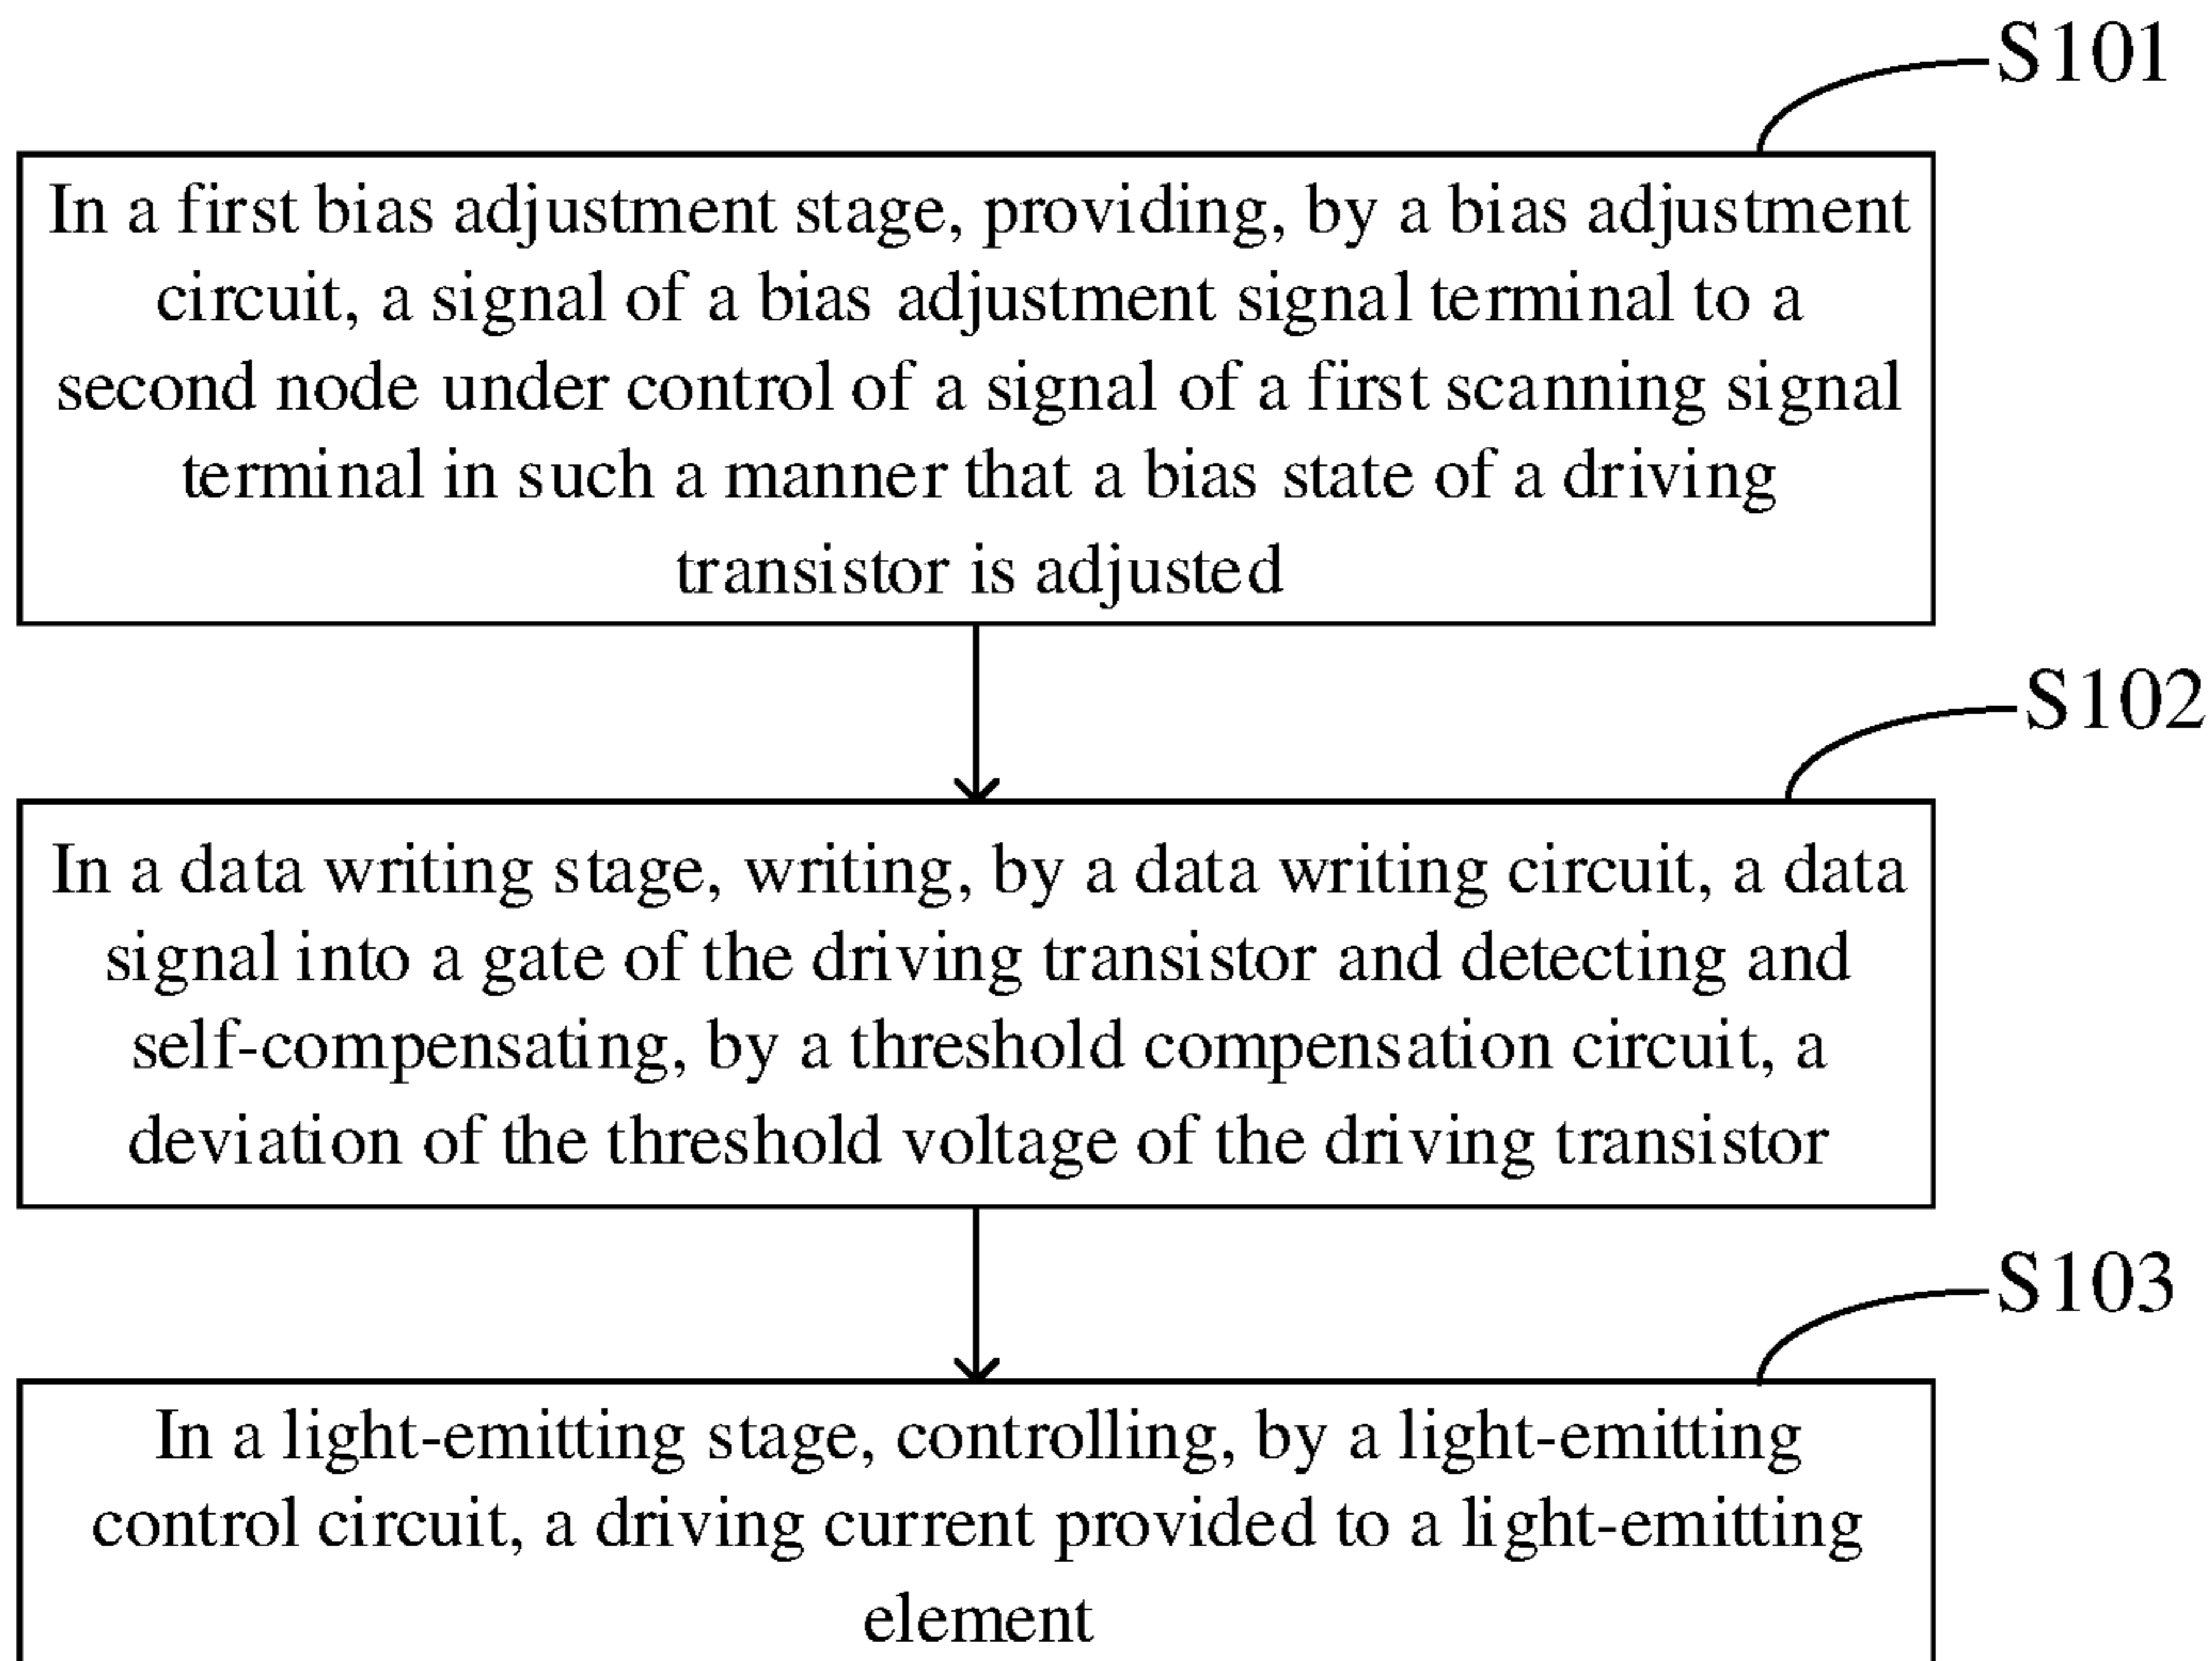 S101
In a first bias adjustment stage, providing, by a bias adjustment
circuit, a signal of a bias adjustment signal terminal to a
second node under control of a signal of a first scanning signal
terminal in such a manner that a bias state of a driving
transistor is adjusted
S102
In a data writing stage, writing, by a data writing circuit, a data
signal into a gate of the driving transistor and detecting and
self-compensating, by a threshold compensation circuit, a
deviation of the threshold voltage of the driving transistor
S103
In a light-emitting stage, controlling, by a light-emitting
control circuit, a driving current provided to a light-emitting
element